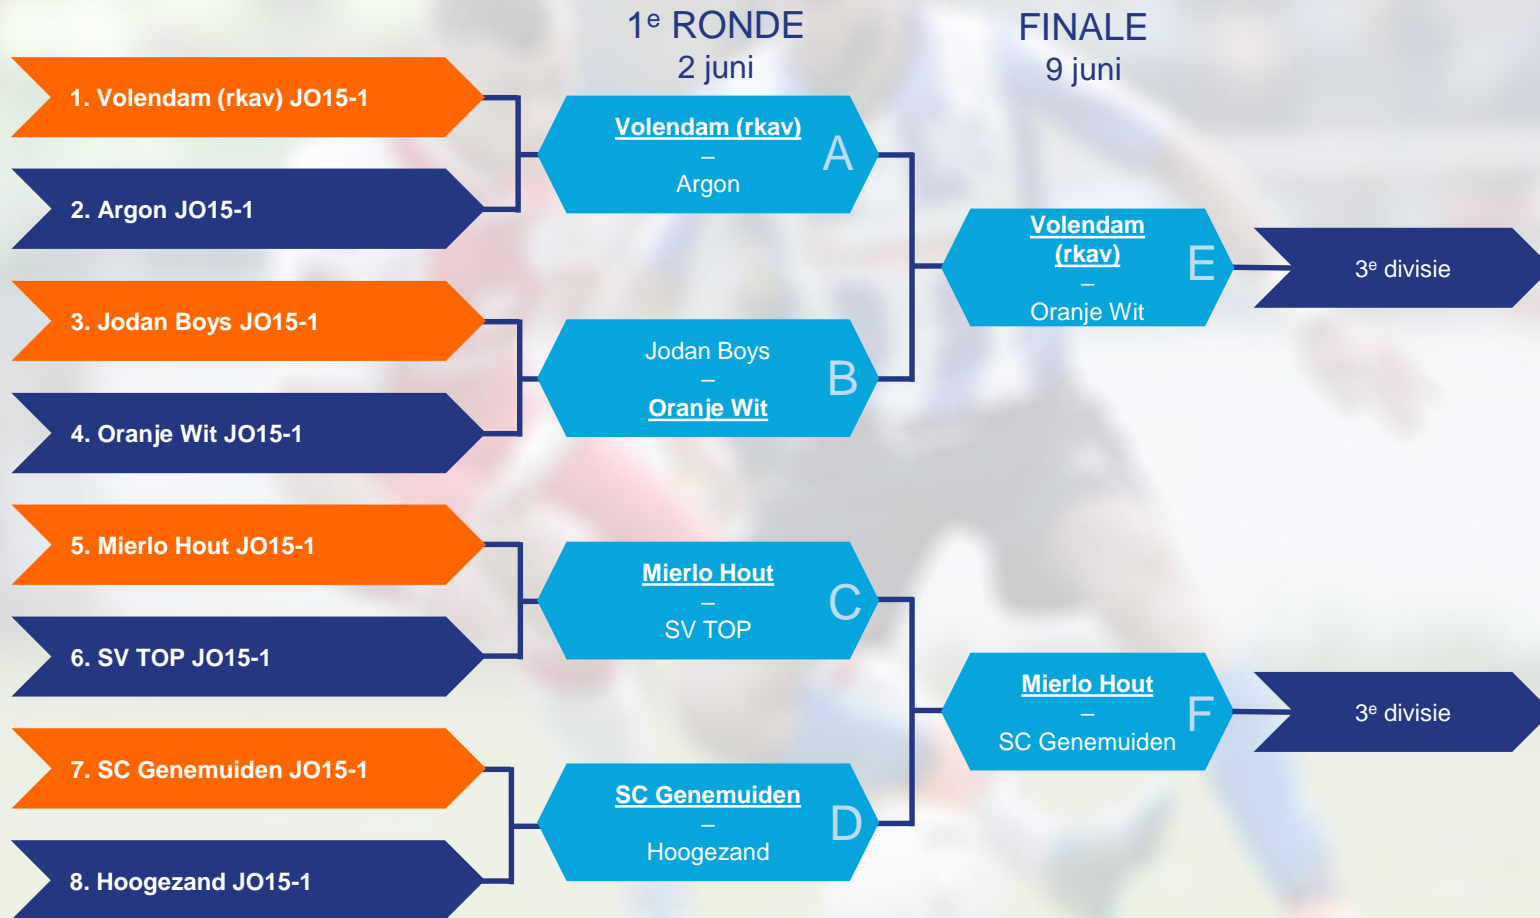 1e RONDE
2 juni
FINALE
9 juni
1. Volendam (rkav) JO15-1
2. Argon JO15-1
3. Jodan Boys JO15-1
4. Oranje Wit JO15-1
5. Mierlo Hout JO15-1
6. SV TOP JO15-1
7. SC Genemuiden JO15-1
8. Hoogezand JO15-1
Volendam (rkav)
–
Argon
A
Jodan Boys
–
Oranje Wit
B
Mierlo Hout
–
SV TOP
C
SC Genemuiden
–
Hoogezand
D
Volendam
(rkav)
–
Oranje Wit
E
Mierlo Hout
–
SC Genemuiden
F
3e divisie
3e divisie